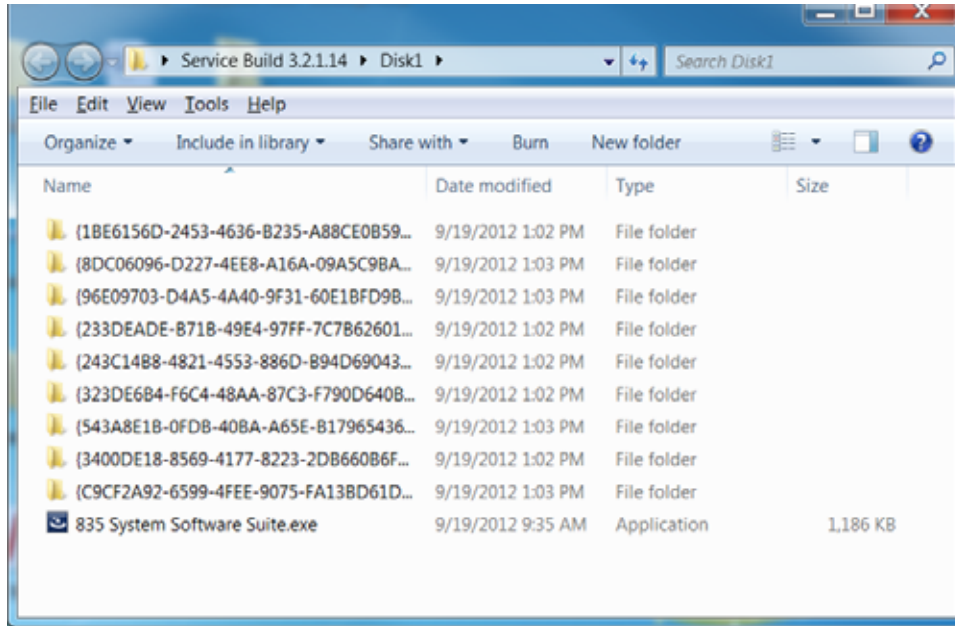 Service Build 3.2.1.14 Disk1 Search Disk1
File Edit View Tools Help
Organize Include in library Share with Burn New folder
Name Date modified Type Size
{1BE6156D-2453-4636-B235-A88CE0B59... 9/19/2012 1:02 PM File folder
{8DC06096-D227-4EE8-A16A-09A5C9BA... 9/19/2012 1:03 PM File folder
{96E09703-D4A5-4A40-9F31-60E1BFD9B... 9/19/2012 1:03 PM File folder
{233DEADE-B71B-49E4-97FF-7C7B62601... 9/19/2012 1:02 PM File folder
{243C14B8-4821-4553-886D-B94D69043... 9/19/2012 1:02 PM File folder
{323DE6B4-F6C4-48AA-87C3-F790D640B... 9/19/2012 1:02 PM File folder
{543A8E1B-0FDB-40BA-A65E-B17965436... 9/19/2012 1:03 PM File folder
{3400DE18-8569-4177-8223-2DB660B6F... 9/19/2012 1:02 PM File folder
{C9CF2A92-6599-4FEE-9075-FA13BD61D... 9/19/2012 1:03 PM File folder
835 System Software Suite.exe 9/19/2012 9:35 AM Application 1,186 KB